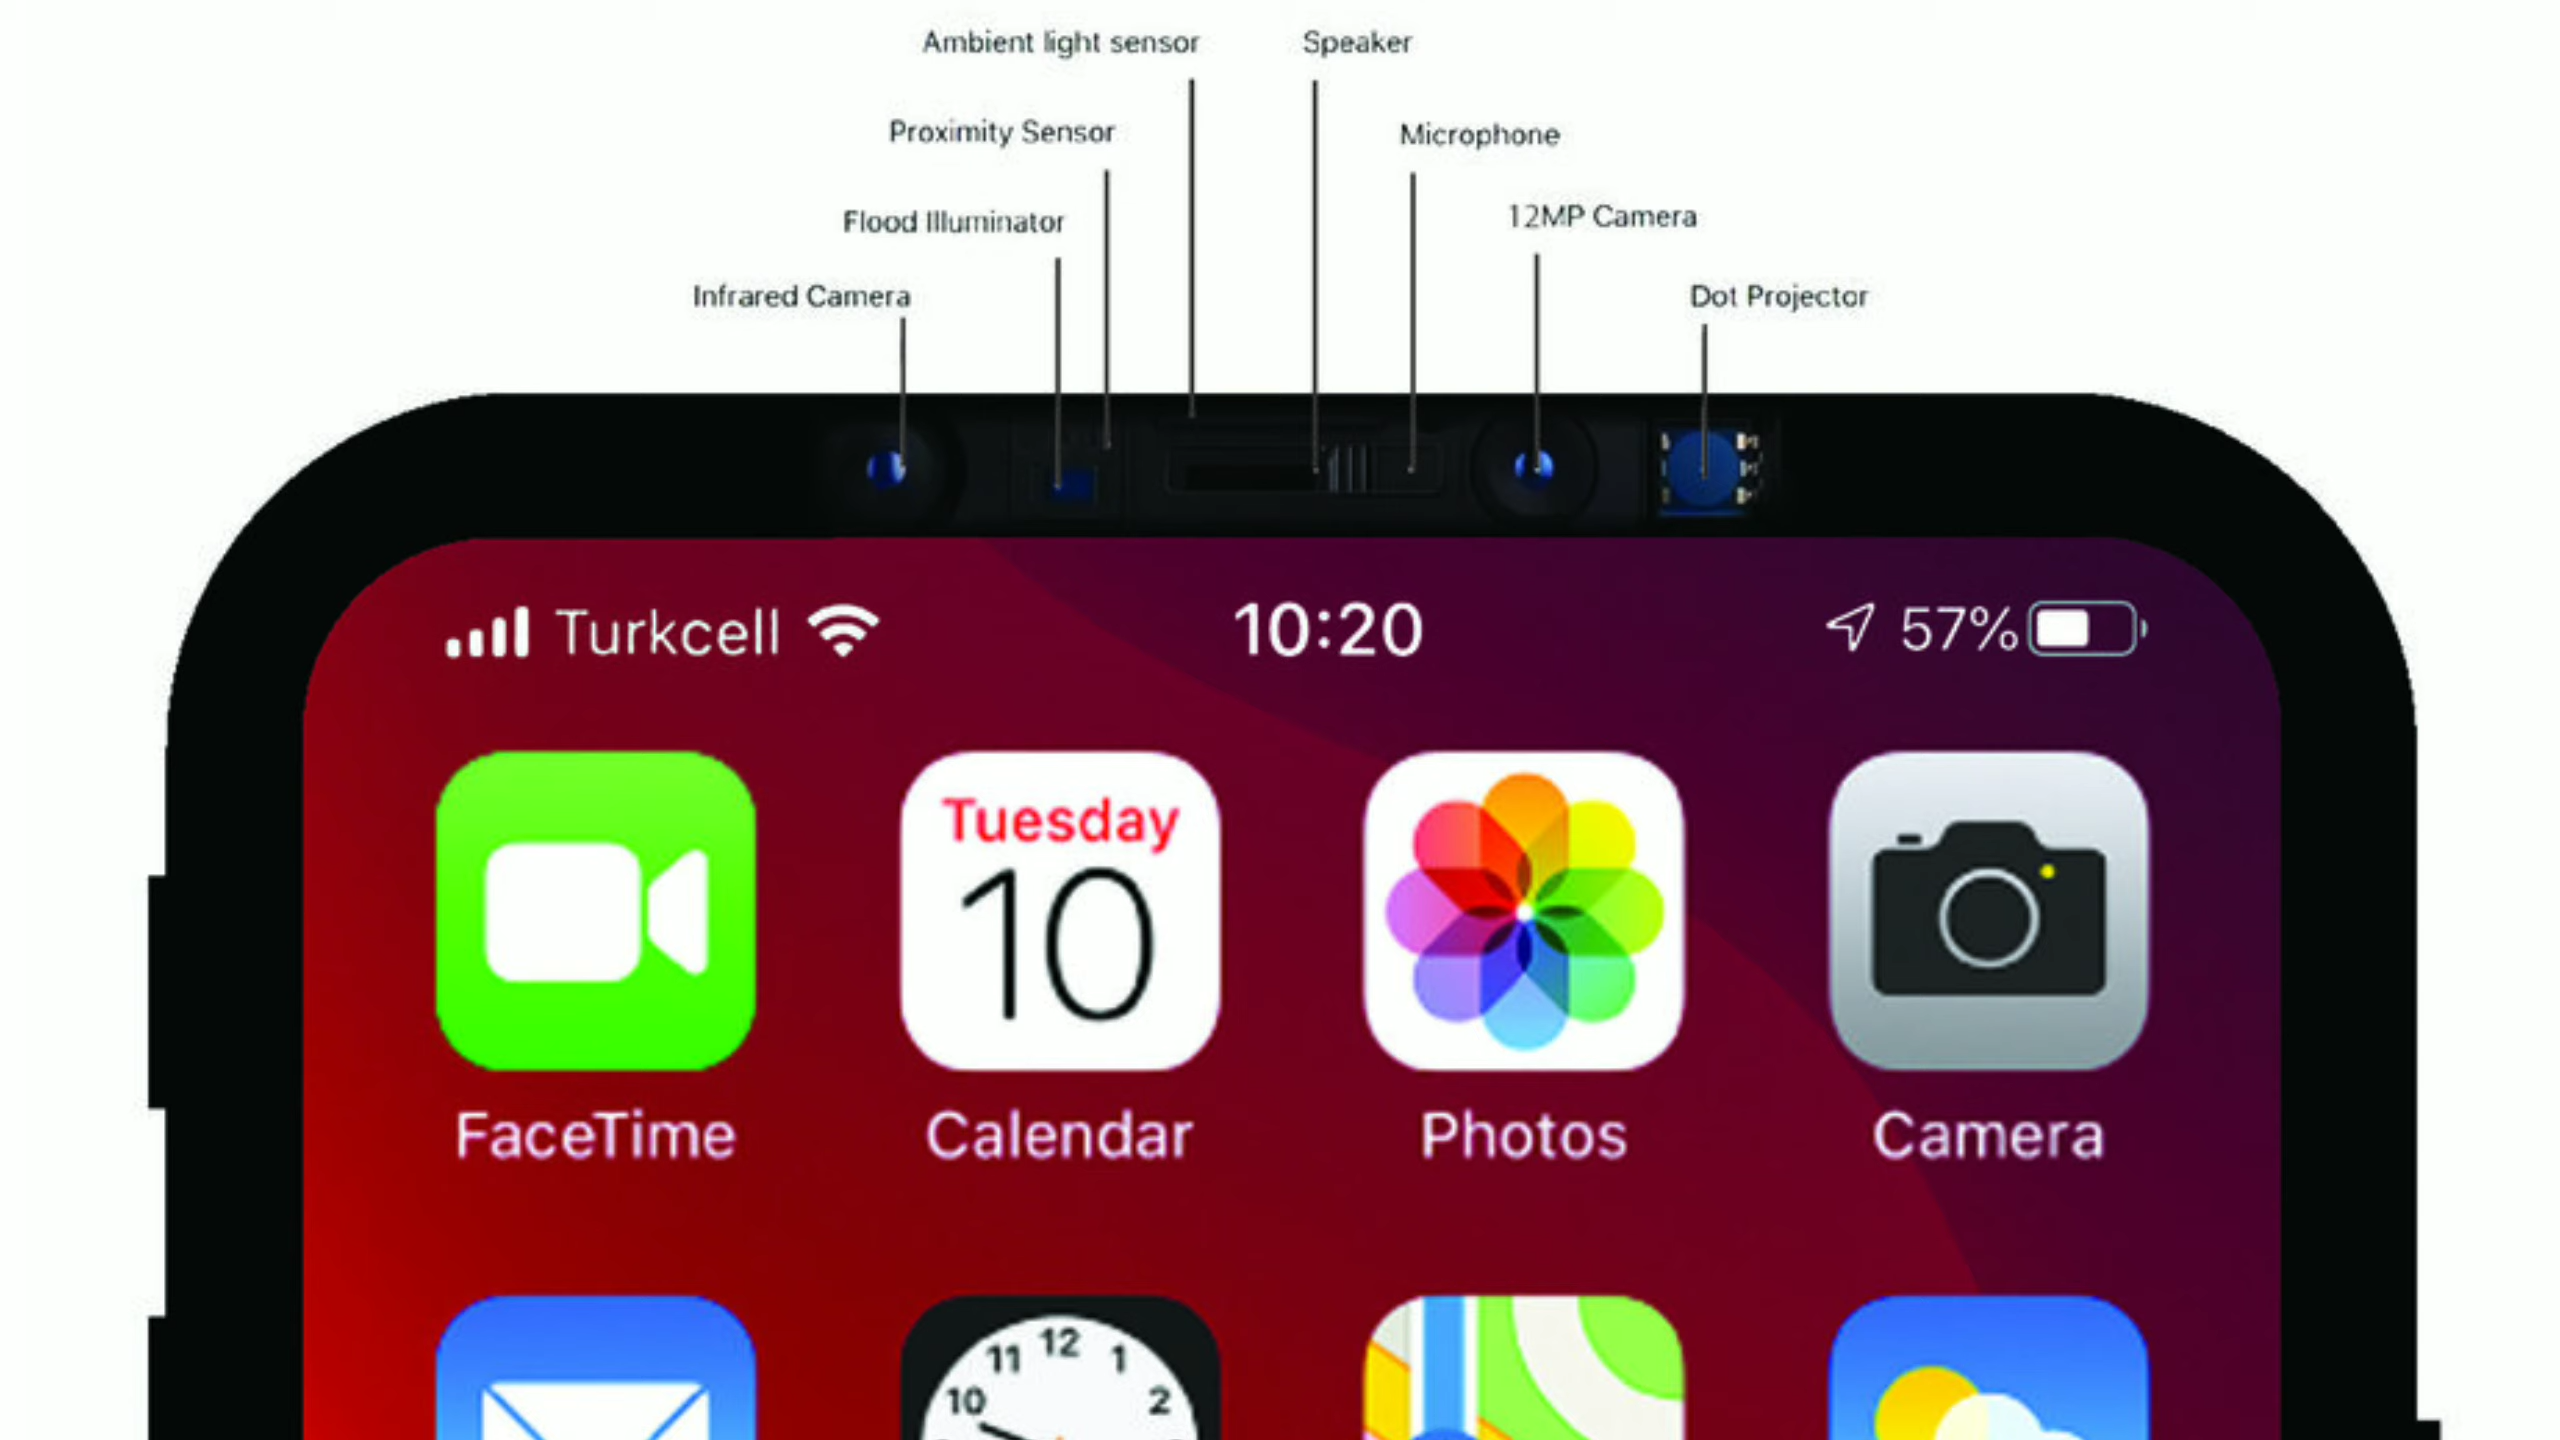 Ambient light sensor
Speaker
Proximity Sensor
Microphone
Flood Illuminator
12MP Camera
Infrared Camera
Dot Projector
Turkcell 10:20 57%
Tuesday
10
FaceTime Calendar Photos Camera
11 12 1
10 2